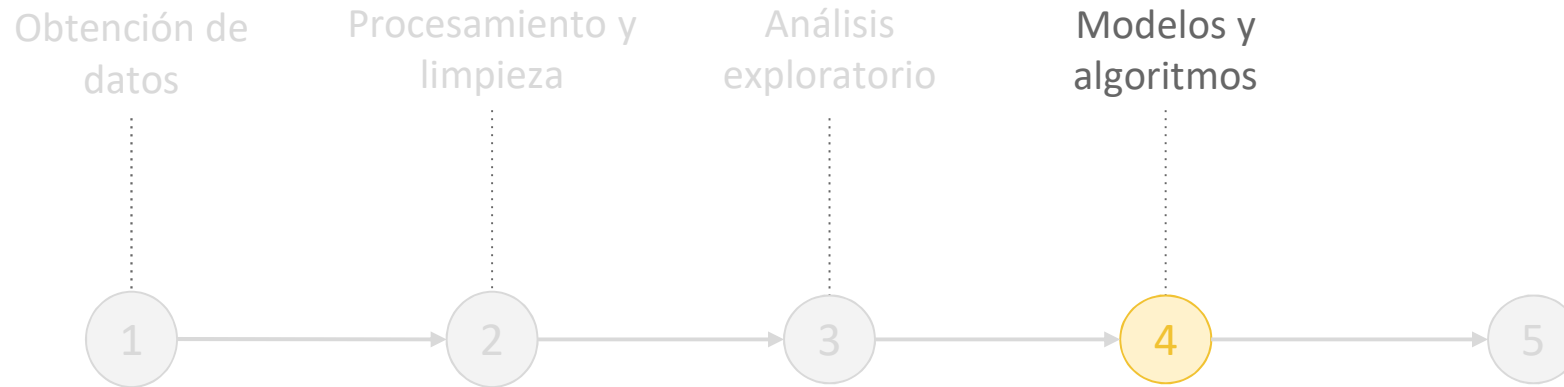 Obtención de
datos
Procesamiento y
limpieza
Análisis
exploratorio
Modelos y
algoritmos
1
2
3
4
5